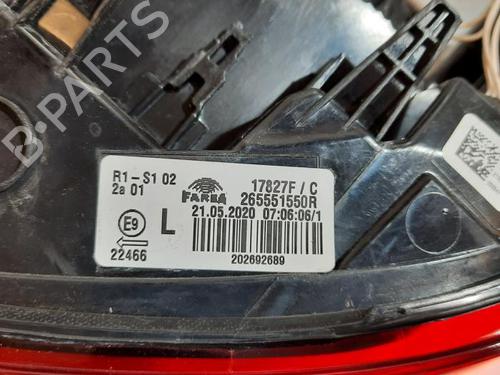 B-PARTS
R1-S1 02
2a 01
FARBA
17827F / C
265551550R
21.05.2020 07:06:06/1
E9
L
22466
202692689